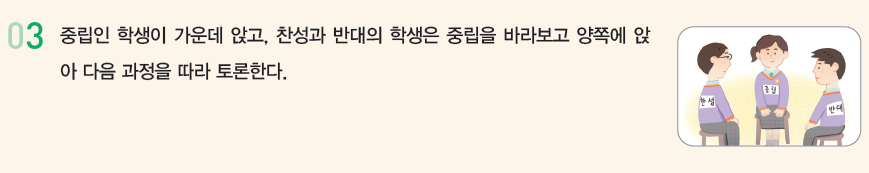 03 중립인 학생이 가운데 앉고, 찬성과 반대의 학생은 중립을 바라보고 양쪽에 앉
아 다음 과정을 따라 토론한다.
찬성
중립
반대